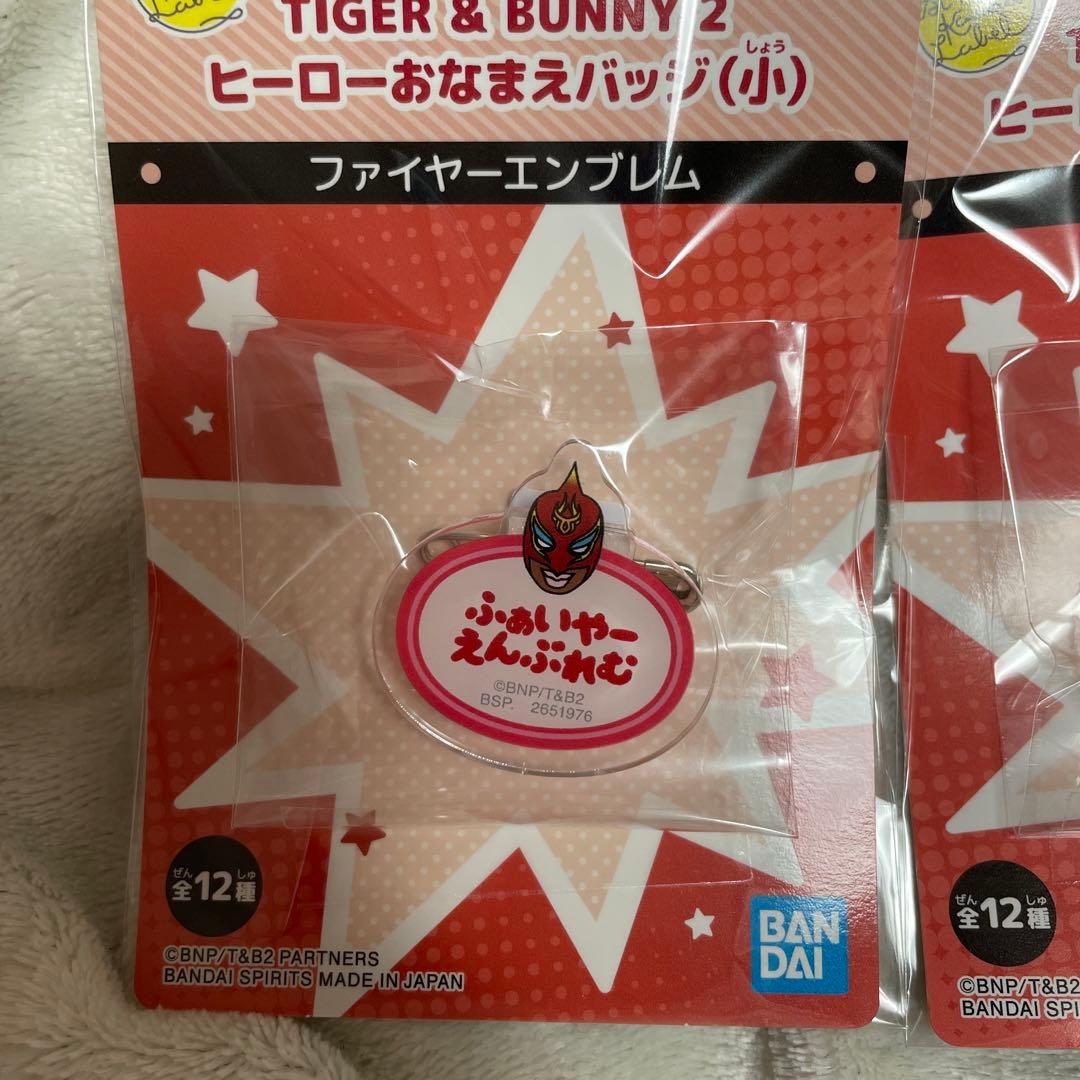 Label
TIGER & BUNNY 2
ヒーローおなまえバッジ(小)
しょう
ファイヤーエンブレム
ふぁいやー
えんぶれむ
©BNP/T&B2
BSP. 2651976
ぜん しゅ
全12種
BAN
DAI
©BNP/T&B2 PARTNERS
BANDAI SPIRITS MADE IN JAPAN
Label
ヒー
ぜん しゅ
全12種
©BNP/T&B2
BANDAI SPIRITS